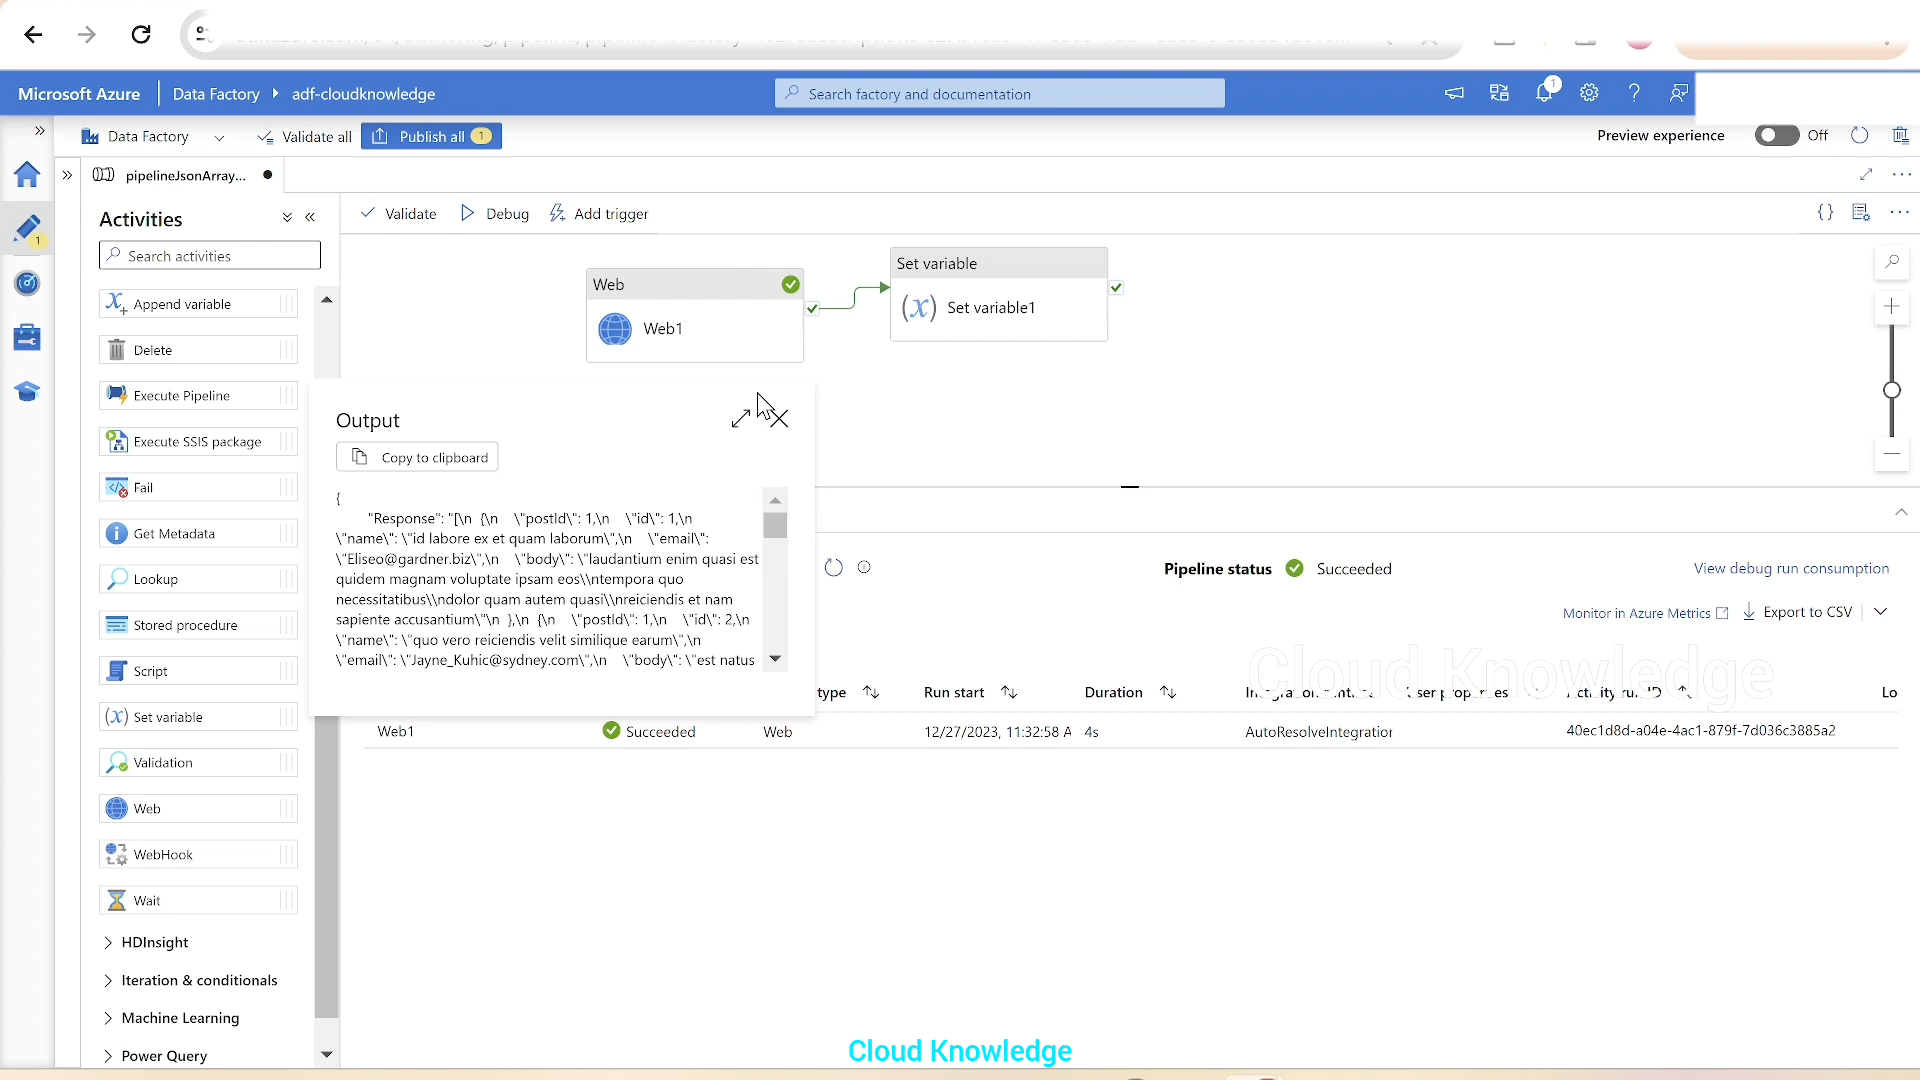 Microsoft Azure
Data Factory
adf-cloudknowledge
Search factory and documentation
1
Data Factory
Validate all
Publish all 1
Preview experience
Off
pipelineJsonArray...
Activities
Validate
Debug
Add trigger
1
Search activities
Append variable
Delete
Execute Pipeline
Execute SSIS package
Fail
Get Metadata
Lookup
Stored procedure
Script
Set variable
Validation
Web
WebHook
Wait
HDInsight
Iteration & conditionals
Machine Learning
Power Query
Web
Web1
Set variable
Set variable1
Output
Copy to clipboard
{
"Response": "[\n {\n \"postId\": 1,\n \"id\": 1,\n
\"name\": \"id labore ex et quam laborum\",\n \"email\":
\"Eliseo@gardner.biz\",\n \"body\": \"laudantium enim quasi est
quidem magnam voluptate ipsam eos\\ntempora quo
necessitatibus\\ndolor quam autem quasi\\nreiciendis et nam
sapiente accusantium\"\n },\n {\n \"postId\": 1,\n \"id\": 2,\n
\"name\": \"quo vero reiciendis velit similique earum\",\n
\"email\": \"Jayne_Kuhic@sydney.com\",\n \"body\": \"est natus
Pipeline status Succeeded
View debug run consumption
Monitor in Azure Metrics
Export to CSV
Cloud Knowledge
type
Run start
Duration
Lo
Web1 Succeeded Web 12/27/2023, 11:32:58 A 4s AutoResolveIntegration 40ec1d8d-a04e-4ac1-879f-7d036c3885a2
Cloud Knowledge